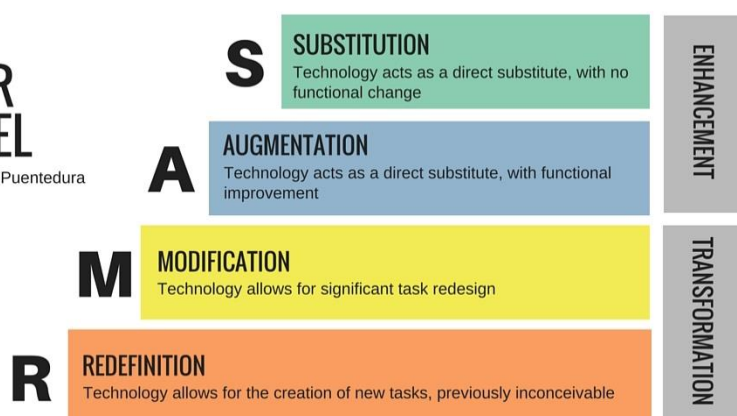 R
EL
Puentedura
S
SUBSTITUTION
Technology acts as a direct substitute, with no
functional change
A
AUGMENTATION
Technology acts as a direct substitute, with functional
improvement
ENHANCEMENT
M
MODIFICATION
Technology allows for significant task redesign
R
REDEFINITION
Technology allows for the creation of new tasks, previously inconceivable
TRANSFORMATION